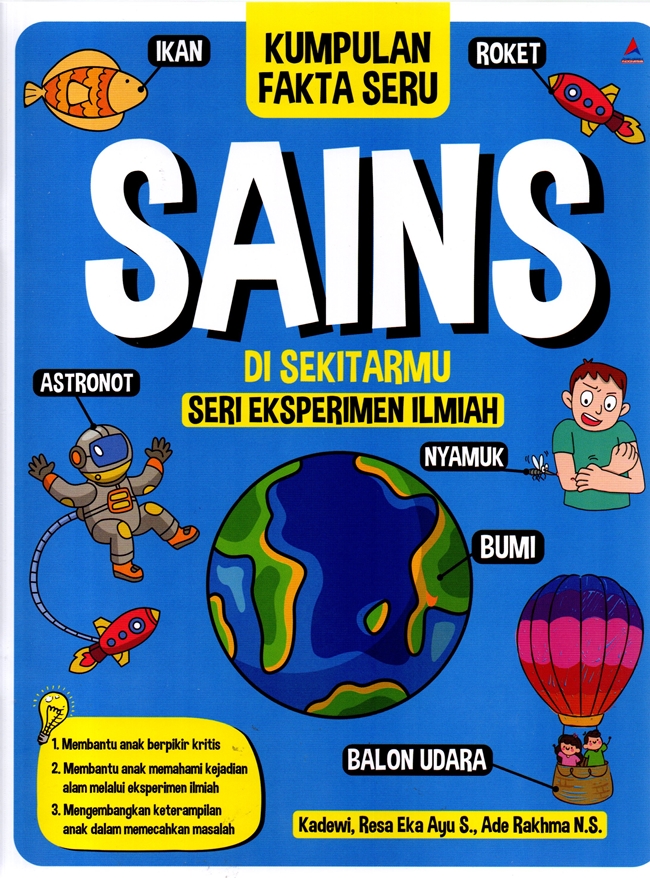 KUMPULAN
FAKTA SERU
IKAN
ROKET
SAINS
DI SEKITARMU
SERI EKSPERIMEN ILMIAH
ASTRONOT
NYAMUK
BUMI
BALON UDARA
1. Membantu anak berpikir kritis
2. Membantu anak memahami kejadian
alam melalui eksperimen ilmiah
3. Mengembangkan keterampilan
anak dalam memecahkan masalah
Kadewi, Resa Eka Ayu S., Ade Rakhma N.S.